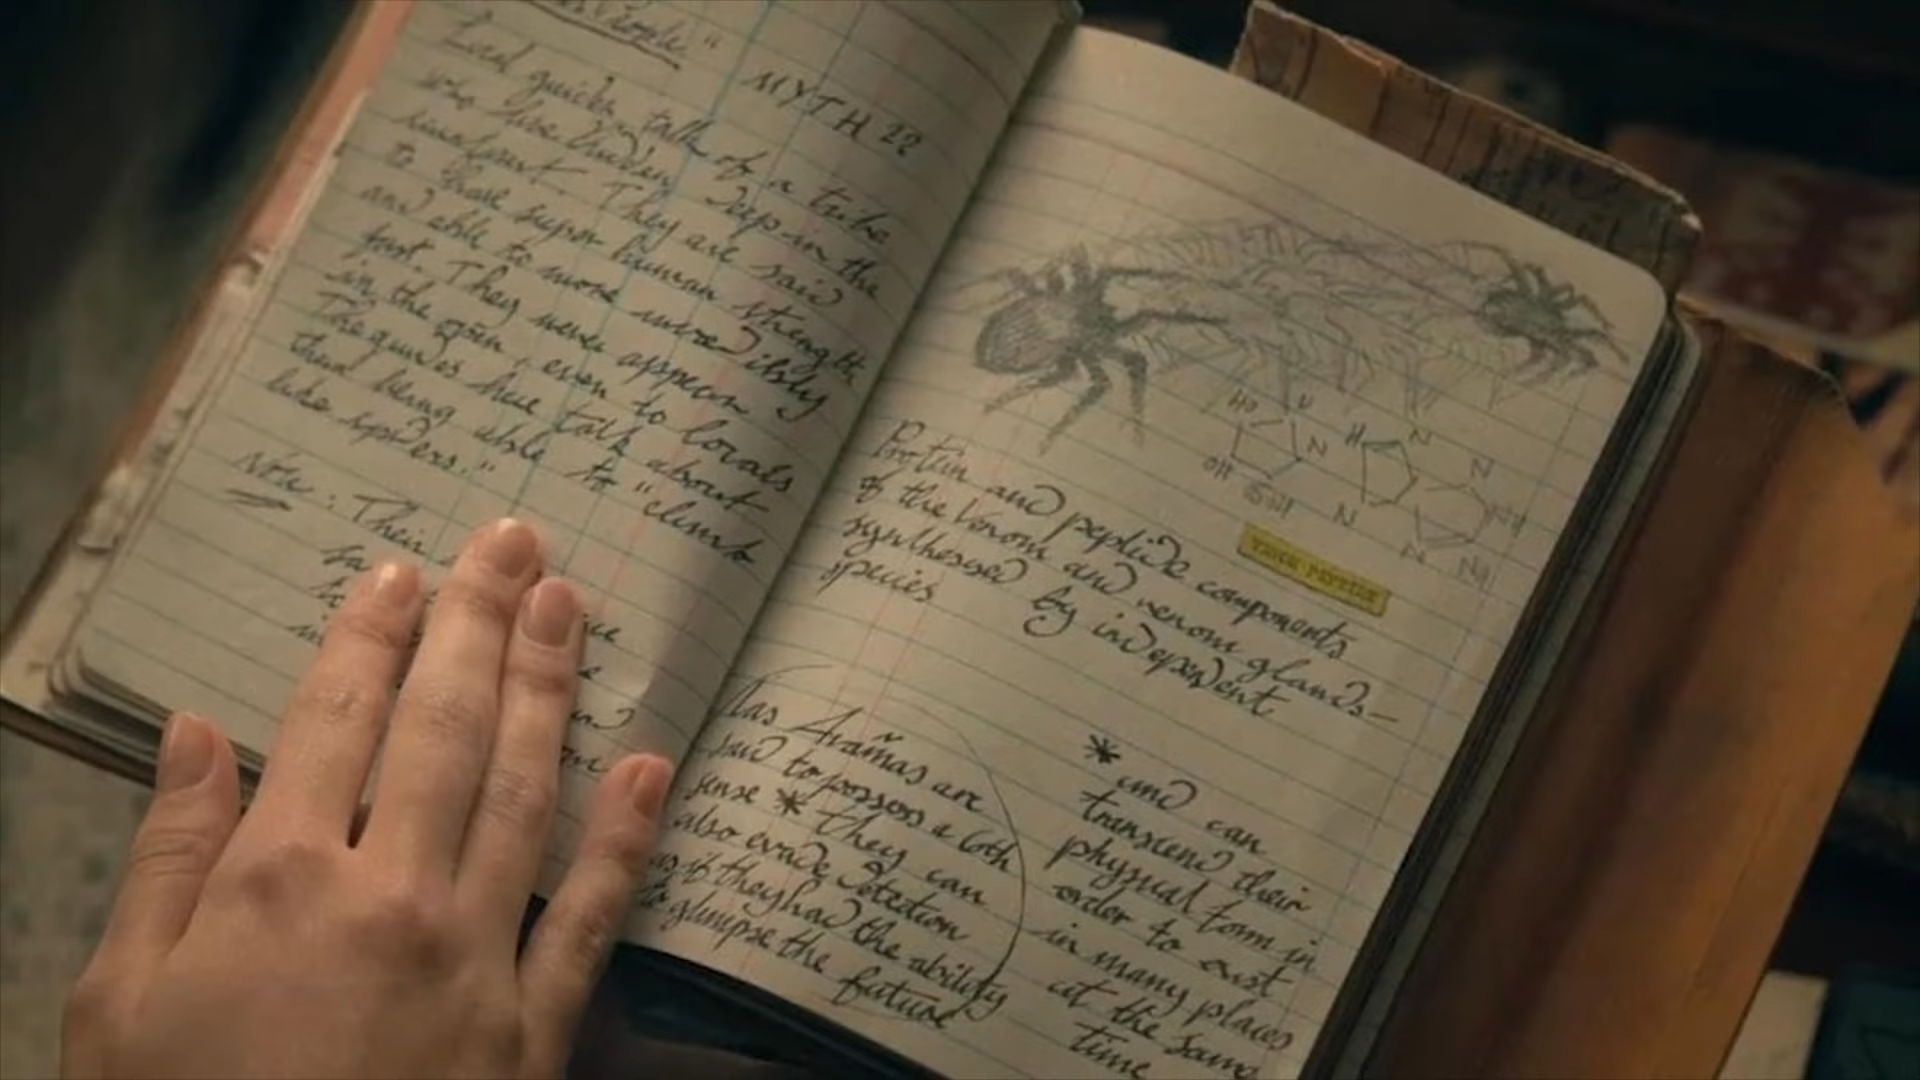 People"
MYTH ??
Local guides talk of a tribe
who live hidden deep in the
rainforest. They are said
to have super human strength
and able to move incredibly
fast. They never appear
in the open, even to locals
The guides here talk about
them being able to "climb
like spiders."
Note: Their
HO
N
H
N
N
OH
N
N
Protein and peptide components
of the venom and venom glands-
synthesised by independent
species
Las Arañas are
said to possess a 6th
sense * They can
also evade detection
as if they had the ability
to glimpse the
future
* and can
transcend their
physical form in
order to exist
in many places
at the same
time